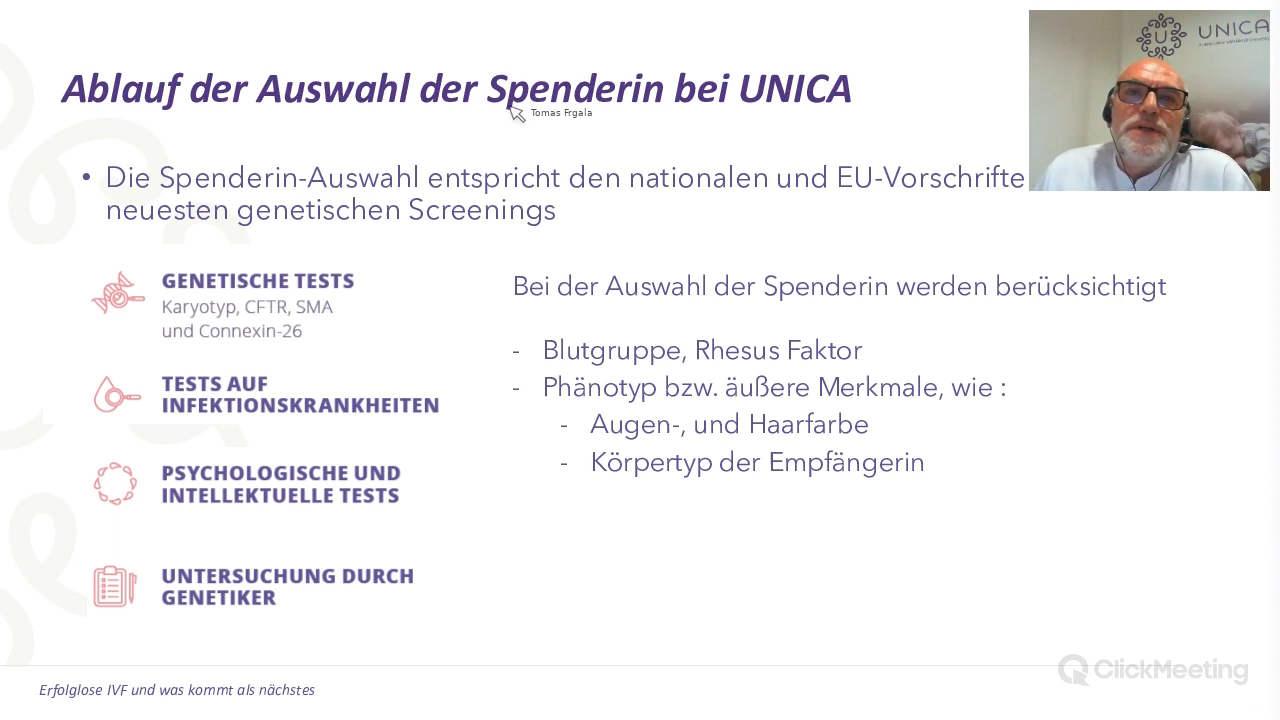 UNICA
Ablauf der Auswahl der Spenderin bei UNICA
Tomas Frgala
• Die Spenderin-Auswahl entspricht den nationalen und EU-Vorschrifte
neuesten genetischen Screenings
GENETISCHE TESTS
Karyotyp, CFTR, SMA
und Connexin-26
TESTS AUF
INFEKTIONSKRANKHEITEN
PSYCHOLOGISCHE UND
INTELLEKTUELLE TESTS
UNTERSUCHUNG DURCH
GENETIKER
Bei der Auswahl der Spenderin werden berücksichtigt
- Blutgruppe, Rhesus Faktor
- Phänotyp bzw. äußere Merkmale, wie :
- Augen-, und Haarfarbe
- Körpertyp der Empfängerin
ClickMeeting
Erfolglose IVF und was kommt als nächstes